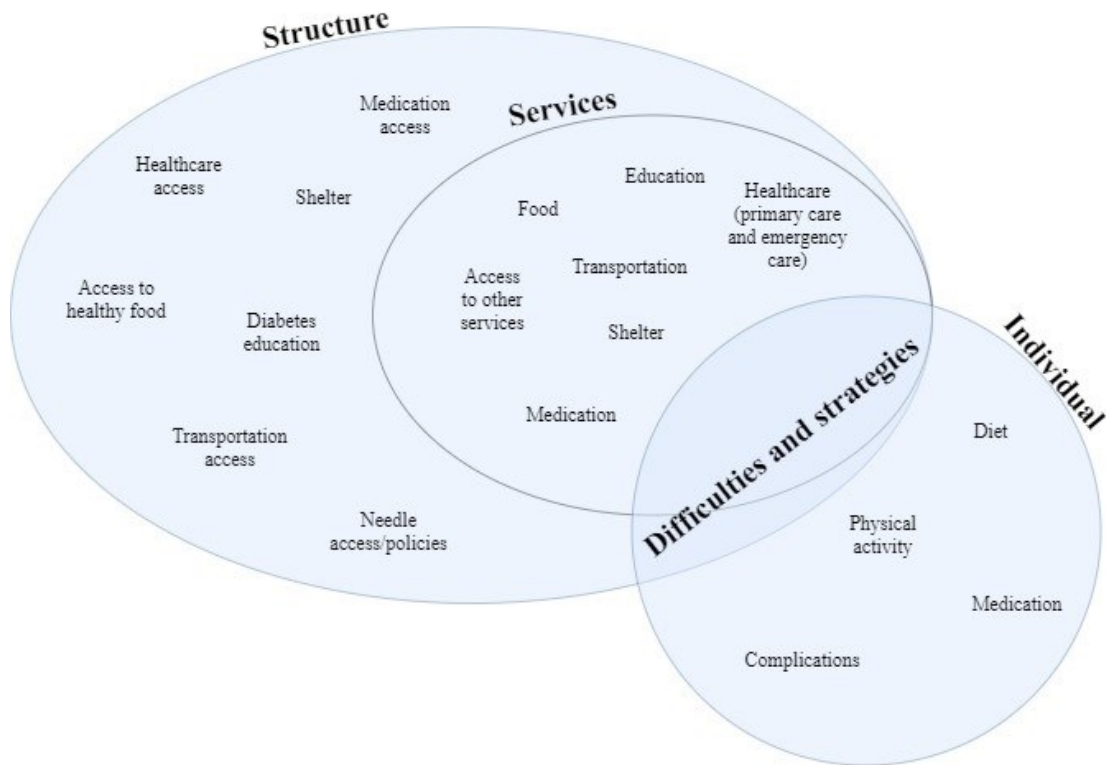 Structure
Medication
access
Services
Healthcare
access
Shelter
Education
Food
Healthcare
(primary care
and emergency
care)
Transportation
Access
to other
services
Shelter
Medication
Access to
healthy food
Diabetes
education
Transportation
access
Needle
access/policies
Difficulties and strategies
Individual
Diet
Physical
activity
Medication
Complications